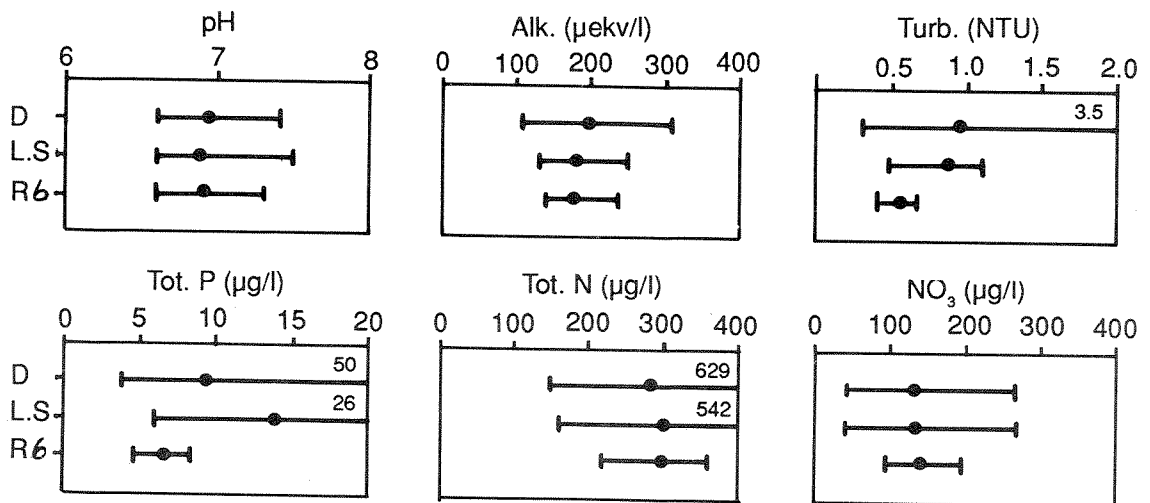 pH
6 7 8
D
L.S
R6
Alk. (µekv/l)
0 100 200 300 400
Turb. (NTU)
0.5 1.0 1.5 2.0
3.5
Tot. P (µg/l)
0 5 10 15 20
D
L.S
R6
50
26
Tot. N (µg/l)
0 100 200 300 400
629
542
NO₃ (µg/l)
0 100 200 300 400